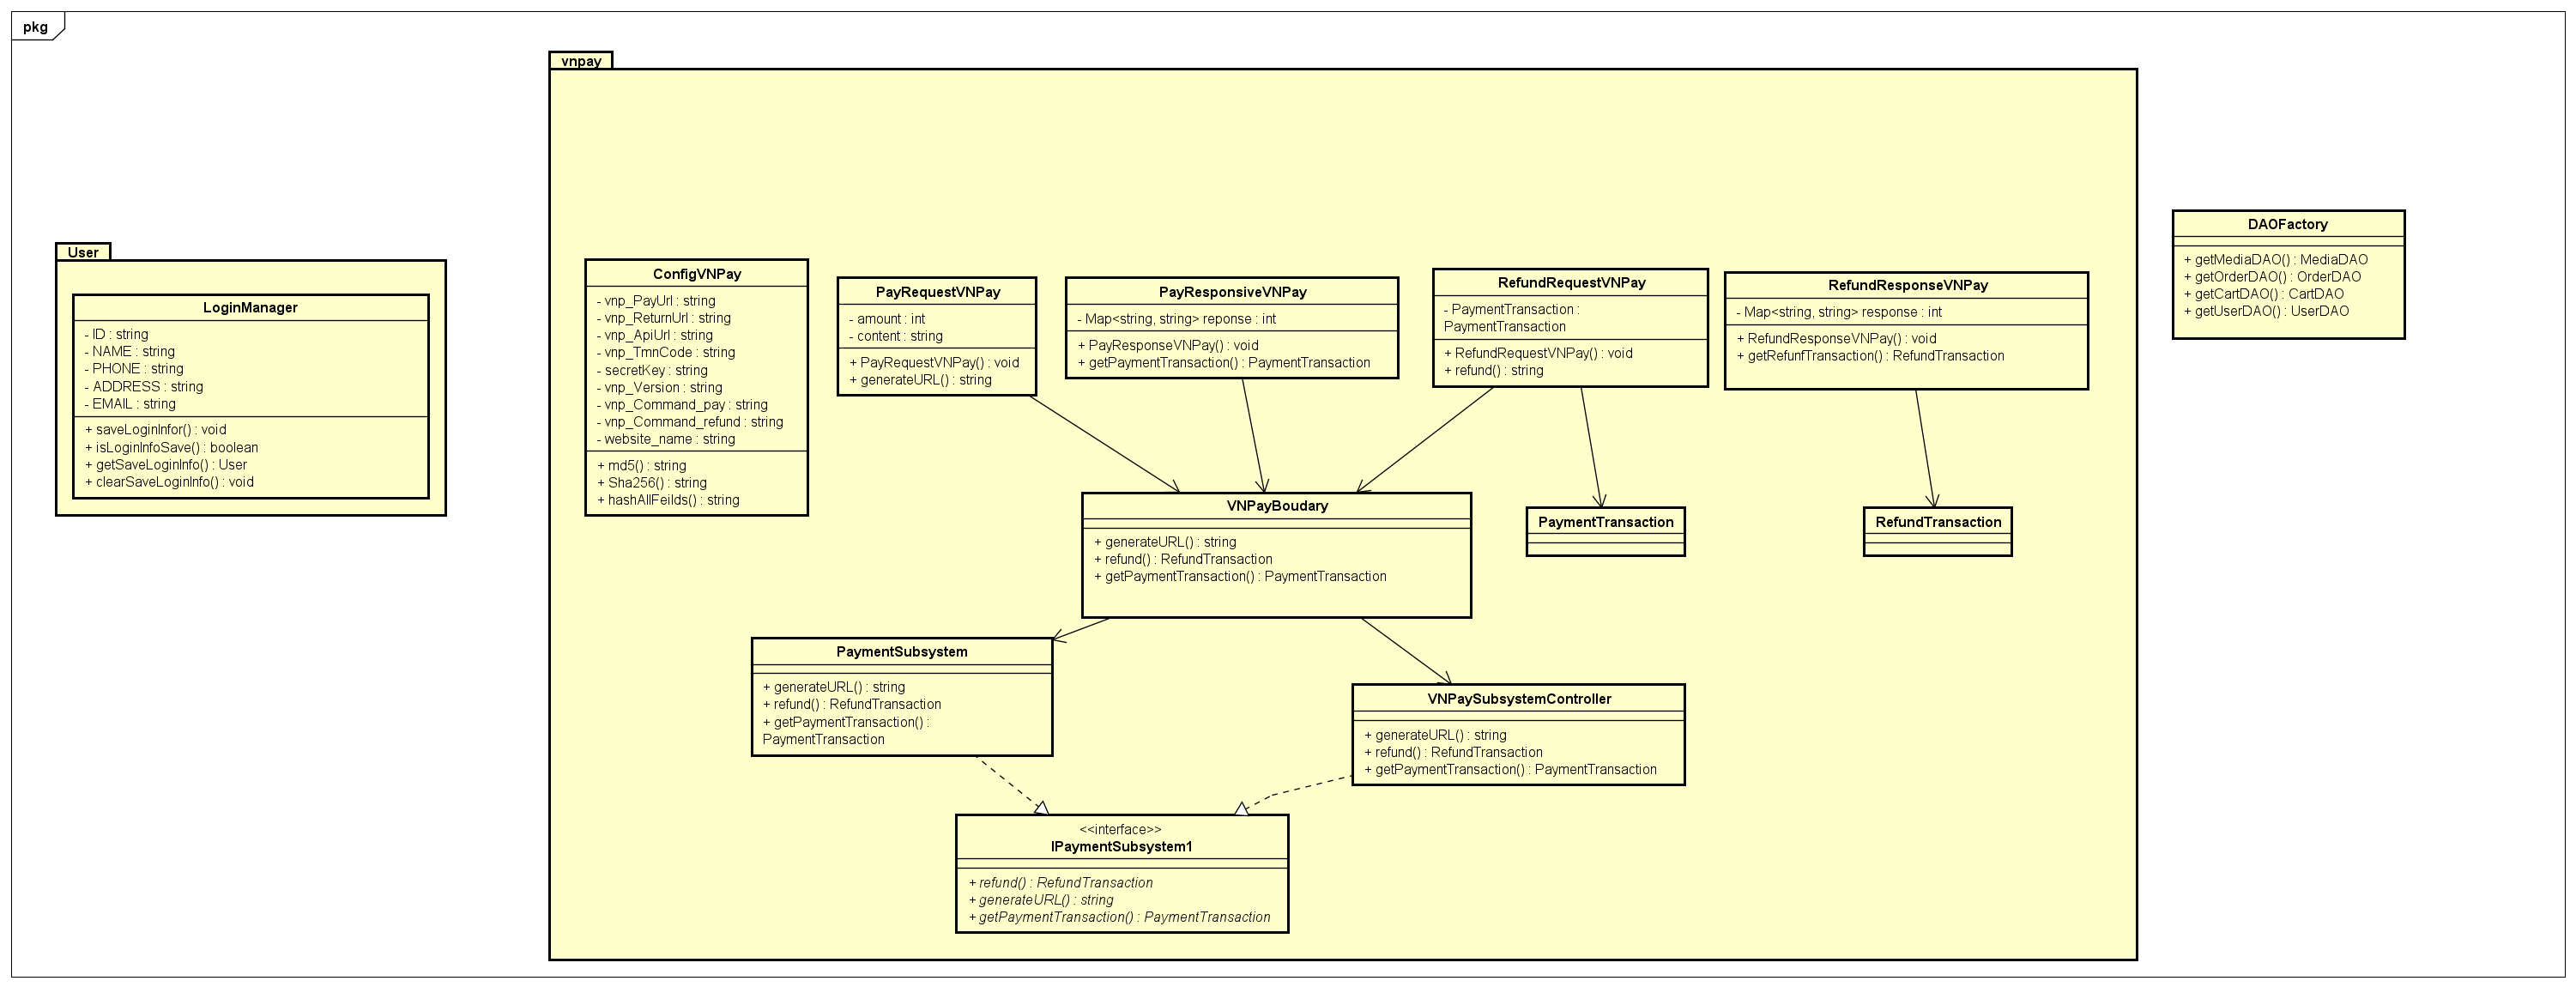 pkg
vnpay
User
LoginManager
- ID : string
- NAME : string
- PHONE : string
- ADDRESS : string
- EMAIL : string
+ saveLoginInfor() : void
+ isLoginInfoSave() : boolean
+ getSaveLoginInfo() : User
+ clearSaveLoginInfo() : void
ConfigVNPay
- vnp_PayUrl : string
- vnp_ReturnUrl : string
- vnp_ApiUrl : string
- vnp_TmnCode : string
- secretKey : string
- vnp_Version : string
- vnp_Command_pay : string
- vnp_Command_refund : string
- website_name : string
+ md5() : string
+ Sha256() : string
+ hashAllFeilds() : string
PayRequestVNPay
- amount : int
- content : string
+ PayRequestVNPay() : void
+ generateURL() : string
PayResponsiveVNPay
- Map<string, string> reponse : int
+ PayResponseVNPay() : void
+ getPaymentTransaction() : PaymentTransaction
RefundRequestVNPay
- PaymentTransaction :
PaymentTransaction
+ RefundRequestVNPay() : void
+ refund() : string
RefundResponseVNPay
- Map<string, string> response : int
+ RefundResponseVNPay() : void
+ getRefunfTransaction() : RefundTransaction
DAOFactory
+ getMediaDAO() : MediaDAO
+ getOrderDAO() : OrderDAO
+ getCartDAO() : CartDAO
+ getUserDAO() : UserDAO
VNPayBoudary
+ generateURL() : string
+ refund() : RefundTransaction
+ getPaymentTransaction() : PaymentTransaction
PaymentTransaction
RefundTransaction
PaymentSubsystem
+ generateURL() : string
+ refund() : RefundTransaction
+ getPaymentTransaction() :
PaymentTransaction
VNPaySubsystemController
+ generateURL() : string
+ refund() : RefundTransaction
+ getPaymentTransaction() : PaymentTransaction
<<interface>>
IPaymentSubsystem1
+ refund() : RefundTransaction
+ generateURL() : string
+ getPaymentTransaction() : PaymentTransaction